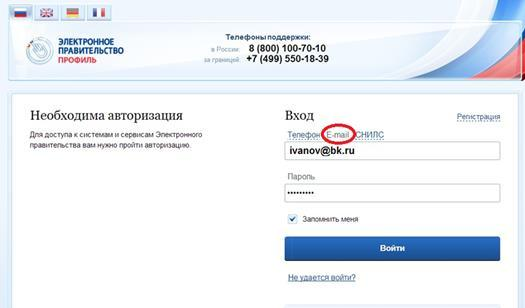 ЭЛЕКТРОННОЕ
ПРАВИТЕЛЬСТВО
ПРОФИЛЬ
Телефоны поддержки:
в России: 8 (800) 100-70-10
за границей: +7 (499) 550-18-39
Необходима авторизация
Для доступа к системам и сервисам Электронного
правительства вам нужно пройти авторизацию.
Вход
Регистрация
Телефон E-mail СНИЛС
ivanov@bk.ru
Пароль
•••••••••
Запомнить меня
Войти
Не удается войти?